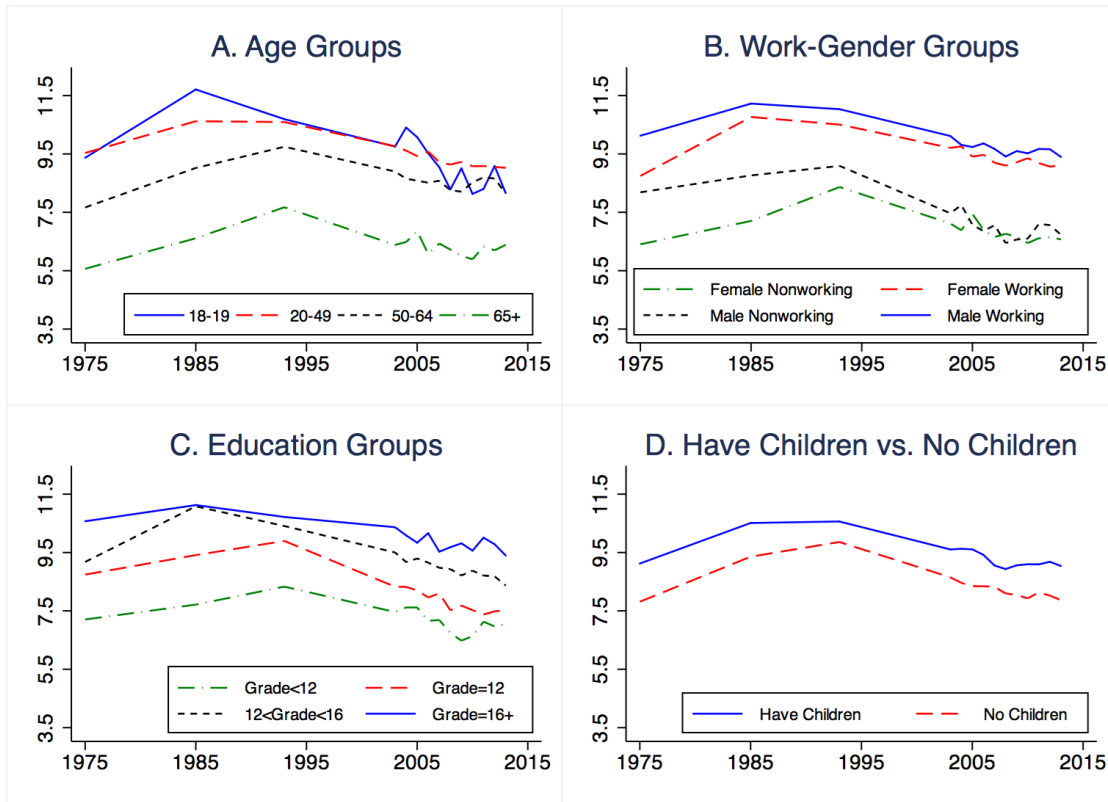 A. Age Groups
11.5
9.5
7.5
5.5
3.5
18-19 20-49 50-64 65+
1975 1985 1995 2005 2015
B. Work-Gender Groups
11.5
9.5
7.5
5.5
3.5
Female Nonworking Female Working
Male Nonworking Male Working
1975 1985 1995 2005 2015
C. Education Groups
11.5
9.5
7.5
5.5
3.5
Grade<12 Grade=12
12<Grade<16 Grade=16+
1975 1985 1995 2005 2015
D. Have Children vs. No Children
11.5
9.5
7.5
5.5
3.5
Have Children No Children
1975 1985 1995 2005 2015